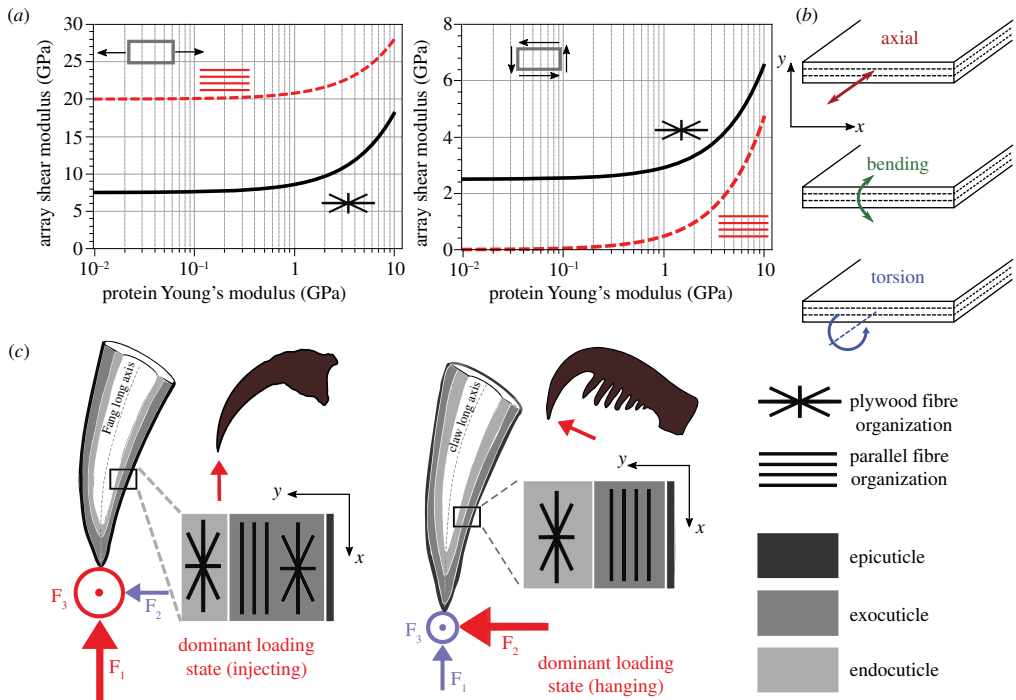 (a)
30
25
20
15
10
5
0
array shear modulus (GPa)
10⁻²
10⁻¹
1
10
protein Young's modulus (GPa)
8
6
4
2
0
array shear modulus (GPa)
10⁻²
10⁻¹
1
10
protein Young's modulus (GPa)
(b)
axial
y
x
bending
torsion
(c)
Fang long axis
y
x
F₃
F₂
F₁
dominant loading
state (injecting)
claw long axis
y
x
F₃
F₂
F₁
dominant loading
state (hanging)
plywood fibre
organization
parallel fibre
organization
epicuticle
exocuticle
endocuticle